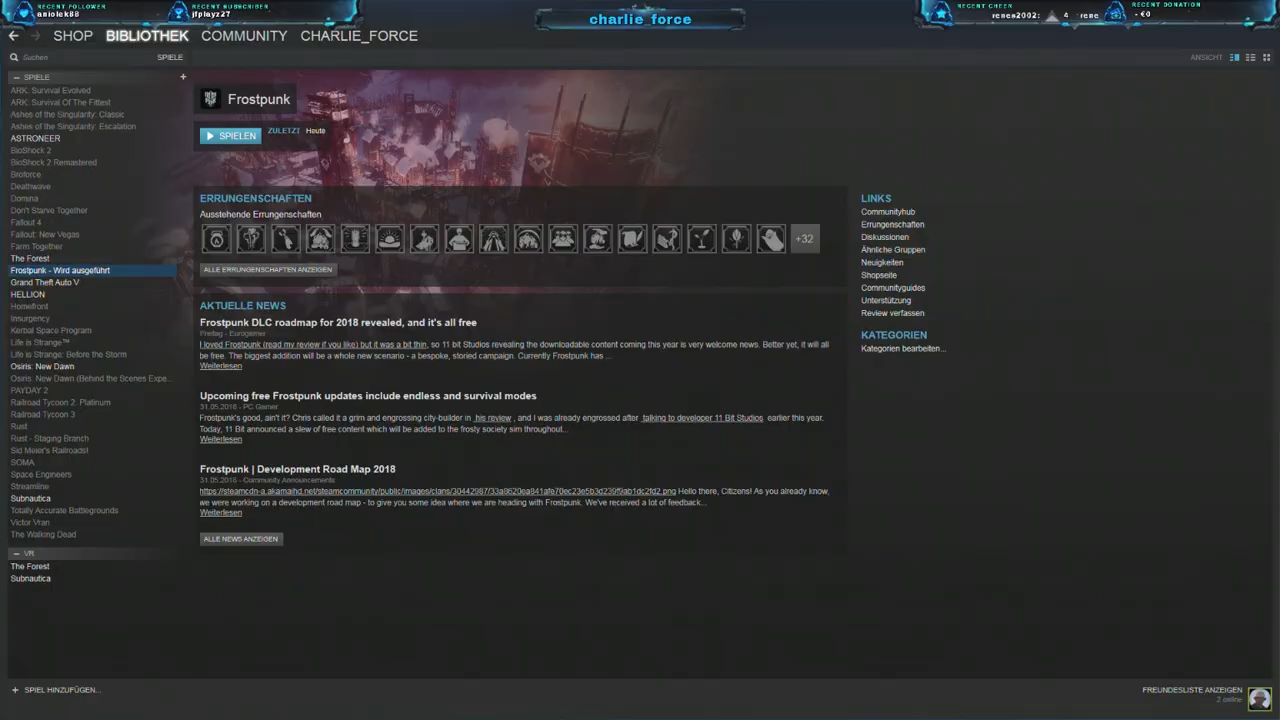 RECENT FOLLOWER
aniolek88
RECENT SUBSCRIBER
jfplayz27
charlie_force
RECENT CHEER
renes2002: 4 rene
RECENT DONATION
- €0
SHOP BIBLIOTHEK COMMUNITY CHARLIE_FORCE
Suchen SPIELE
ANSICHT
— SPIELE +
ARK: Survival Evolved
ARK: Survival Of The Fittest
Ashes of the Singularity: Classic
Ashes of the Singularity: Escalation
ASTRONEER
BioShock 2
BioShock 2 Remastered
Broforce
Deathwave
Domina
Don't Starve Together
Fallout 4
Fallout: New Vegas
Farm Together
The Forest
Frostpunk - Wird ausgeführt
Grand Theft Auto V
HELLION
Homefront
Insurgency
Kerbal Space Program
Life is Strange™
Life is Strange: Before the Storm
Osiris: New Dawn
Osiris: New Dawn (Behind the Scenes Expe...
PAYDAY 2
Railroad Tycoon 2: Platinum
Railroad Tycoon 3
Rust
Rust - Staging Branch
Sid Meier's Railroads!
SOMA
Space Engineers
Streamline
Subnautica
Totally Accurate Battlegrounds
Victor Vran
The Walking Dead
— VR
The Forest
Subnautica
+ SPIEL HINZUFÜGEN...
Frostpunk
SPIELEN ZULETZT Heute
ERRUNGENSCHAFTEN
Ausstehende Errungenschaften
+32
ALLE ERRUNGENSCHAFTEN ANZEIGEN
AKTUELLE NEWS
Frostpunk DLC roadmap for 2018 revealed, and it's all free
Freitag - Eurogamer
I loved Frostpunk (read my review if you like) but it was a bit thin, so 11 bit Studios revealing the downloadable content coming this year is very welcome news. Better yet, it will all
be free. The biggest addition will be a whole new scenario - a bespoke, storied campaign. Currently Frostpunk has ...
Weiterlesen
Upcoming free Frostpunk updates include endless and survival modes
31.05.2018 - PC Gamer
Frostpunk's good, ain't it? Chris called it a grim and engrossing city-builder in his review , and I was already engrossed after talking to developer 11 Bit Studios earlier this year.
Today, 11 Bit announced a slew of free content which will be added to the frosty society sim throughout...
Weiterlesen
Frostpunk | Development Road Map 2018
31.05.2018 - Community Announcements
Hello there, Citizens! As you already know,
we were working on a development road map - to give you some idea where we are heading with Frostpunk. We've received a lot of feedback...
Weiterlesen
ALLE NEWS ANZEIGEN
LINKS
Communityhub
Errungenschaften
Diskussionen
Ähnliche Gruppen
Neuigkeiten
Shopseite
Communityguides
Unterstützung
Review verfassen
KATEGORIEN
Kategorien bearbeiten...
FREUNDESLISTE ANZEIGEN
2 online